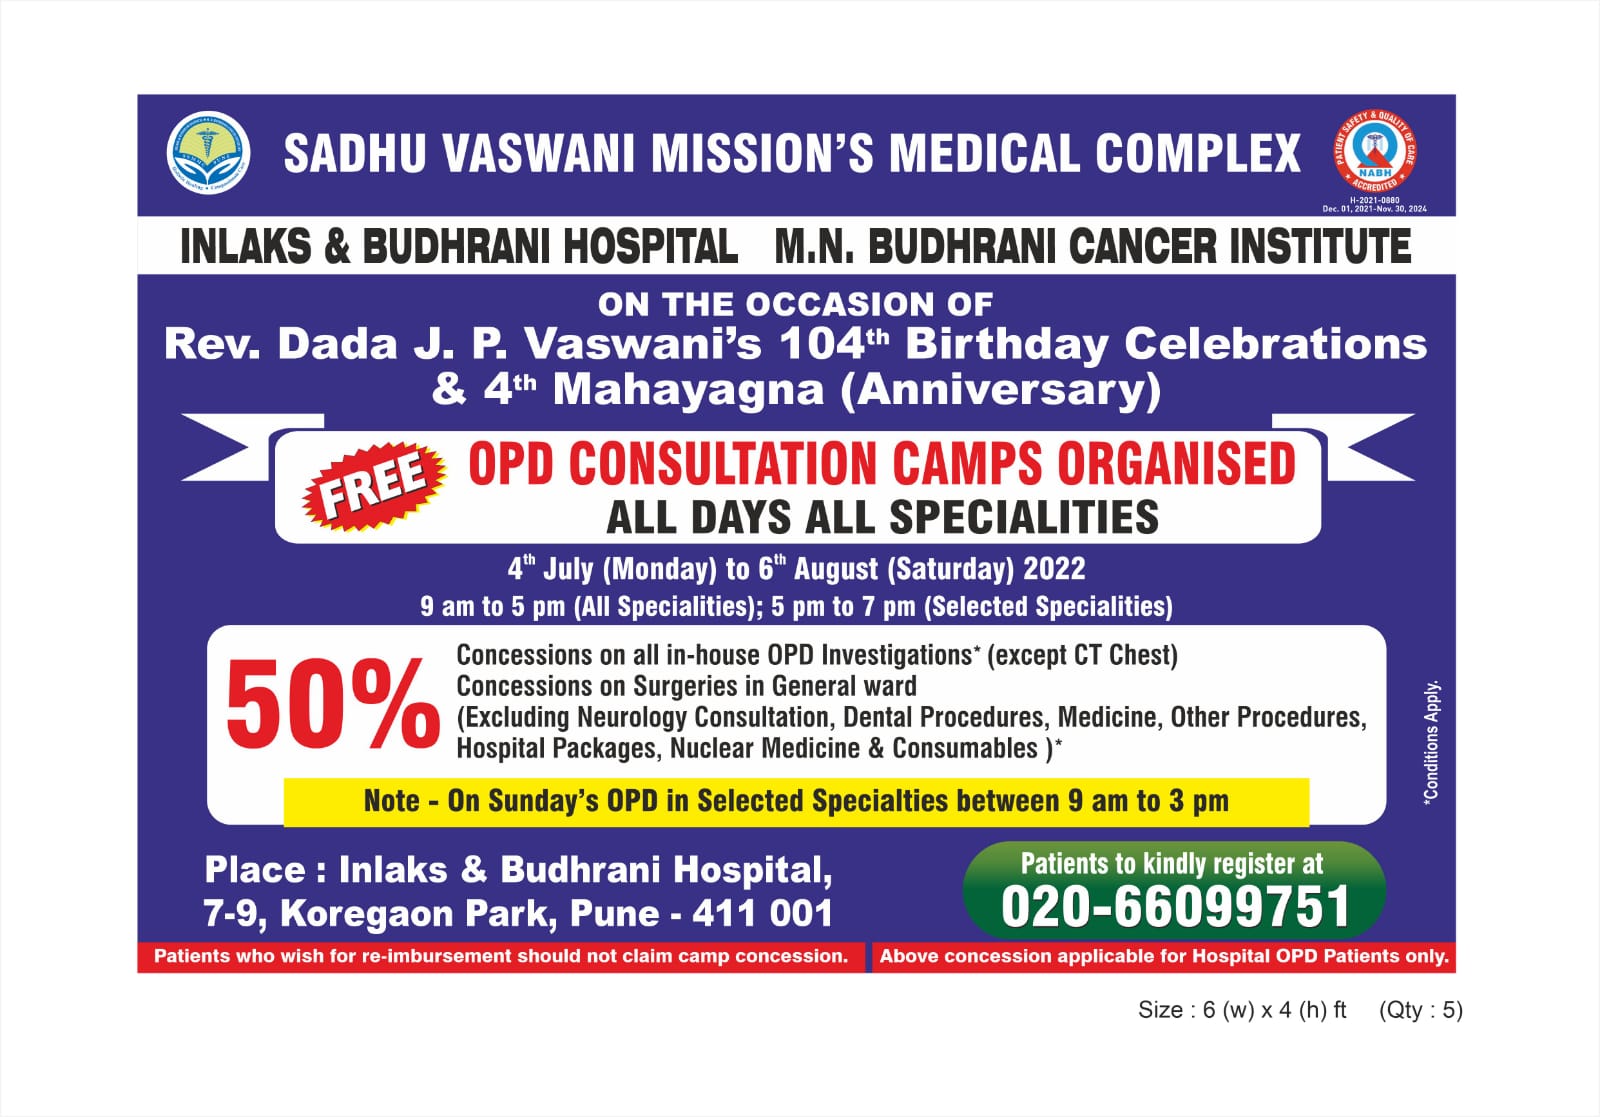 SADHU VASWANI MISSION'S MEDICAL COMPLEX
PATIENT SAFETY & QUALITY OF CARE
NABH
★ ACCREDITED ★
H-2021-0880
Dec. 01, 2021-Nov. 30, 2024
INLAKS & BUDHRANI HOSPITAL M.N. BUDHRANI CANCER INSTITUTE
ON THE OCCASION OF
Rev. Dada J. P. Vaswani's 104th Birthday Celebrations
& 4th Mahayagna (Anniversary)
FREE OPD CONSULTATION CAMPS ORGANISED
ALL DAYS ALL SPECIALITIES
4th July (Monday) to 6th August (Saturday) 2022
9 am to 5 pm (All Specialities); 5 pm to 7 pm (Selected Specialities)
50%
Concessions on all in-house OPD Investigations* (except CT Chest)
Concessions on Surgeries in General ward
(Excluding Neurology Consultation, Dental Procedures, Medicine, Other Procedures,
Hospital Packages, Nuclear Medicine & Consumables )*
*Conditions Apply.
Note - On Sunday's OPD in Selected Specialties between 9 am to 3 pm
Place : Inlaks & Budhrani Hospital,
7-9, Koregaon Park, Pune - 411 001
Patients to kindly register at
020-66099751
Patients who wish for re-imbursement should not claim camp concession.
Above concession applicable for Hospital OPD Patients only.
Size : 6 (w) x 4 (h) ft (Qty : 5)